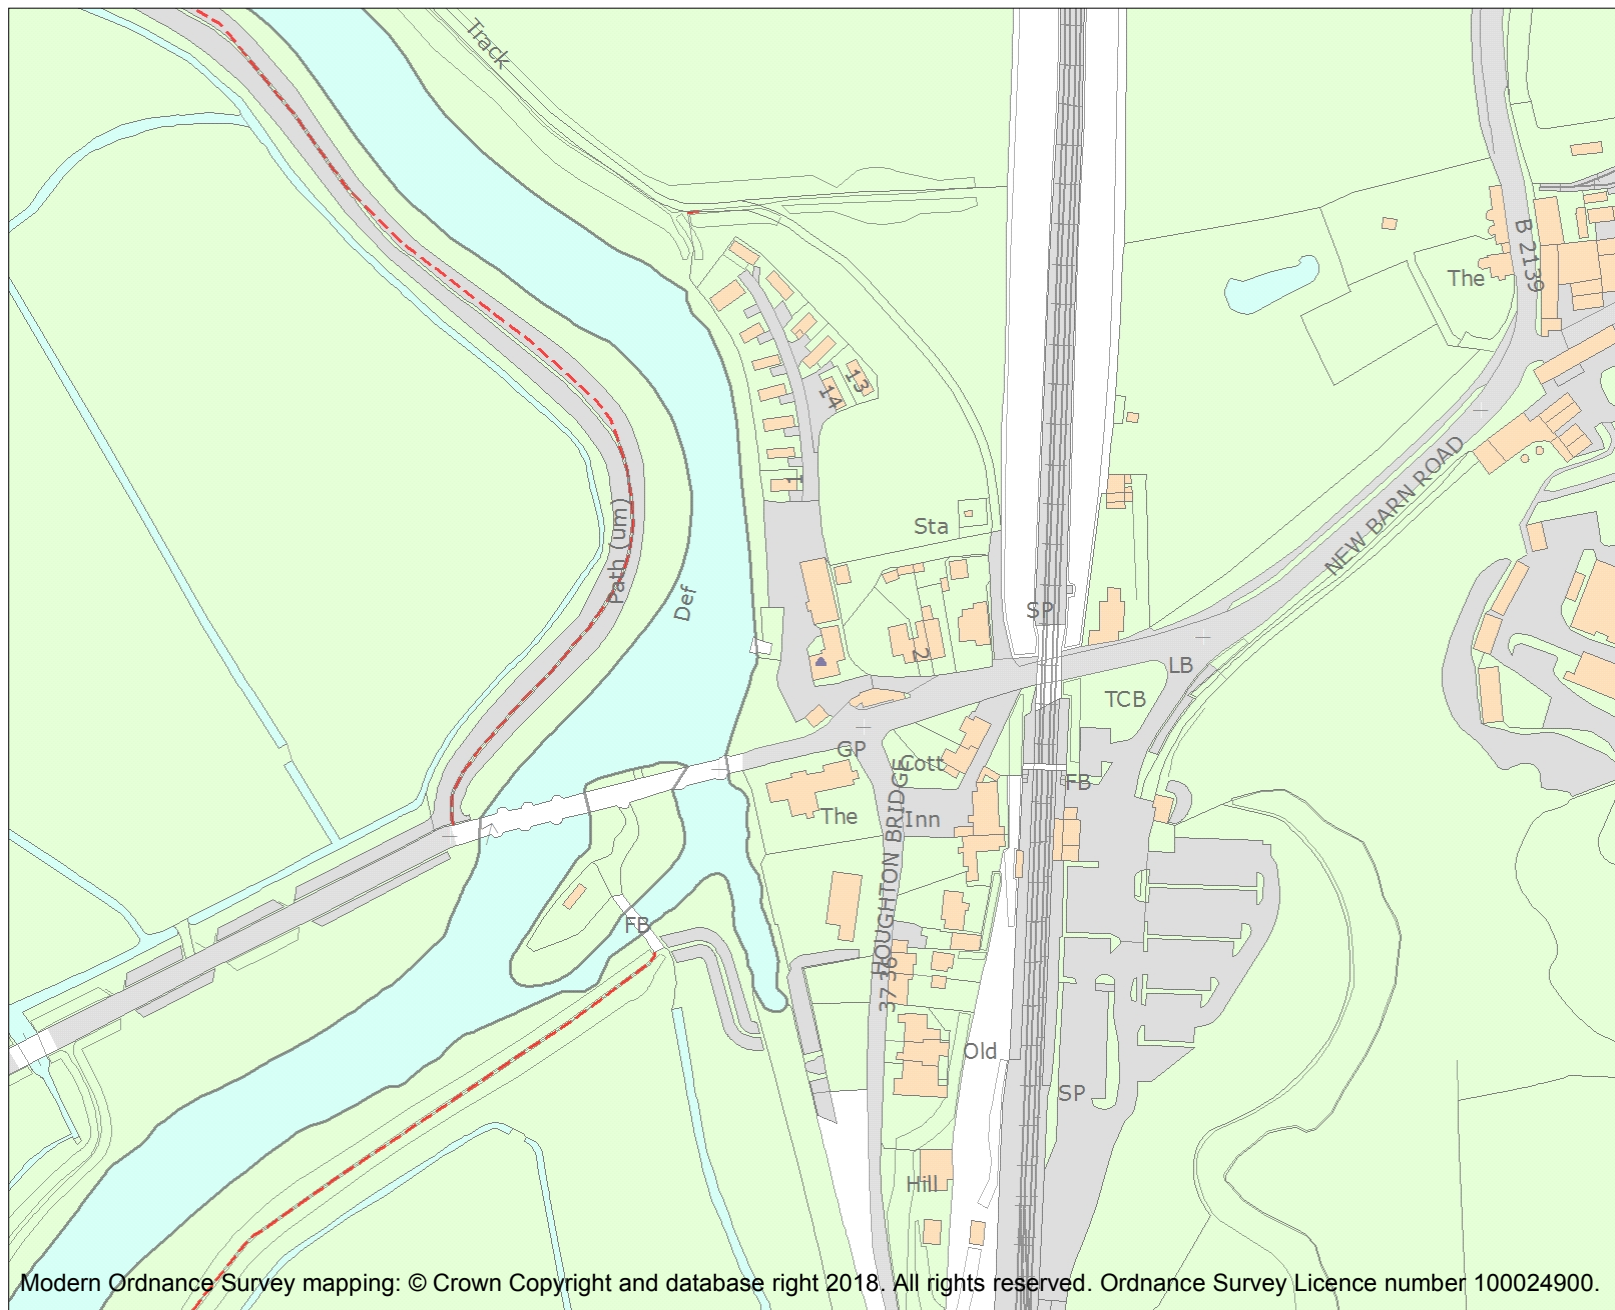 Track
B 2139
The
13
14
1
NEW BARN ROAD
Sta
Path (um)
Def
SP
2
LB
TCB
GP
Cott
FB
The
Inn
HOUGHTON BRIDGE
FB
37 36
Old
SP
Hill
Modern Ordnance Survey mapping: © Crown Copyright and database right 2018. All rights reserved. Ordnance Survey Licence number 100024900.